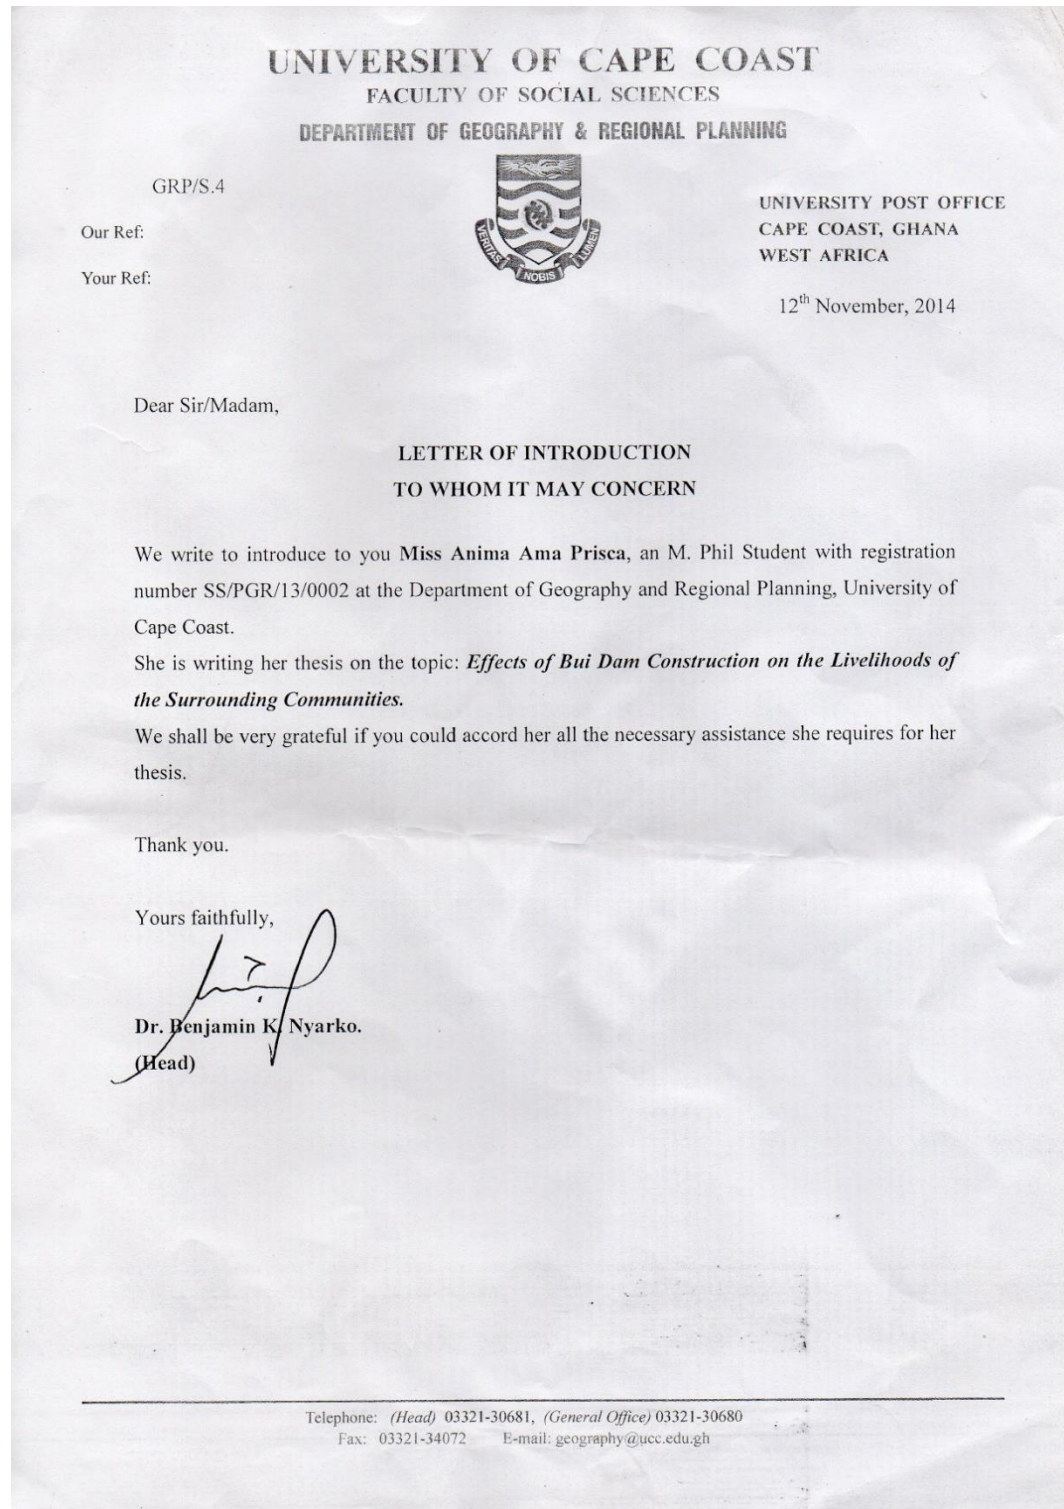 UNIVERSITY OF CAPE COAST
FACULTY OF SOCIAL SCIENCES
DEPARTMENT OF GEOGRAPHY & REGIONAL PLANNING
GRP/S.4
Our Ref:
Your Ref:
VERITAS NOBIS LUMEN
UNIVERSITY POST OFFICE
CAPE COAST, GHANA
WEST AFRICA
12th November, 2014
Dear Sir/Madam,
LETTER OF INTRODUCTION
TO WHOM IT MAY CONCERN
We write to introduce to you Miss Anima Ama Prisca, an M. Phil Student with registration
number SS/PGR/13/0002 at the Department of Geography and Regional Planning, University of
Cape Coast.
She is writing her thesis on the topic: Effects of Bui Dam Construction on the Livelihoods of
the Surrounding Communities.
We shall be very grateful if you could accord her all the necessary assistance she requires for her
thesis.
Thank you.
Yours faithfully,
Dr. Benjamin K. Nyarko.
(Head)
Telephone: (Head) 03321-30681, (General Office) 03321-30680
Fax: 03321-34072 E-mail: geography@ucc.edu.gh